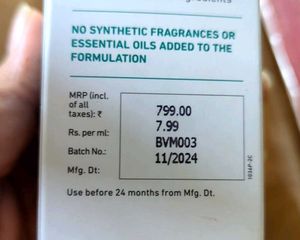 ngredients
NO SYNTHETIC FRAGRANCES OR
ESSENTIAL OILS ADDED TO THE
FORMULATION
MRP (incl.
of all
taxes): ₹
799.00
Rs. per ml:
7.99
Batch No.:
BVM003
Mfg. Dt:
11/2024
Use before 24 months from Mfg. Dt.